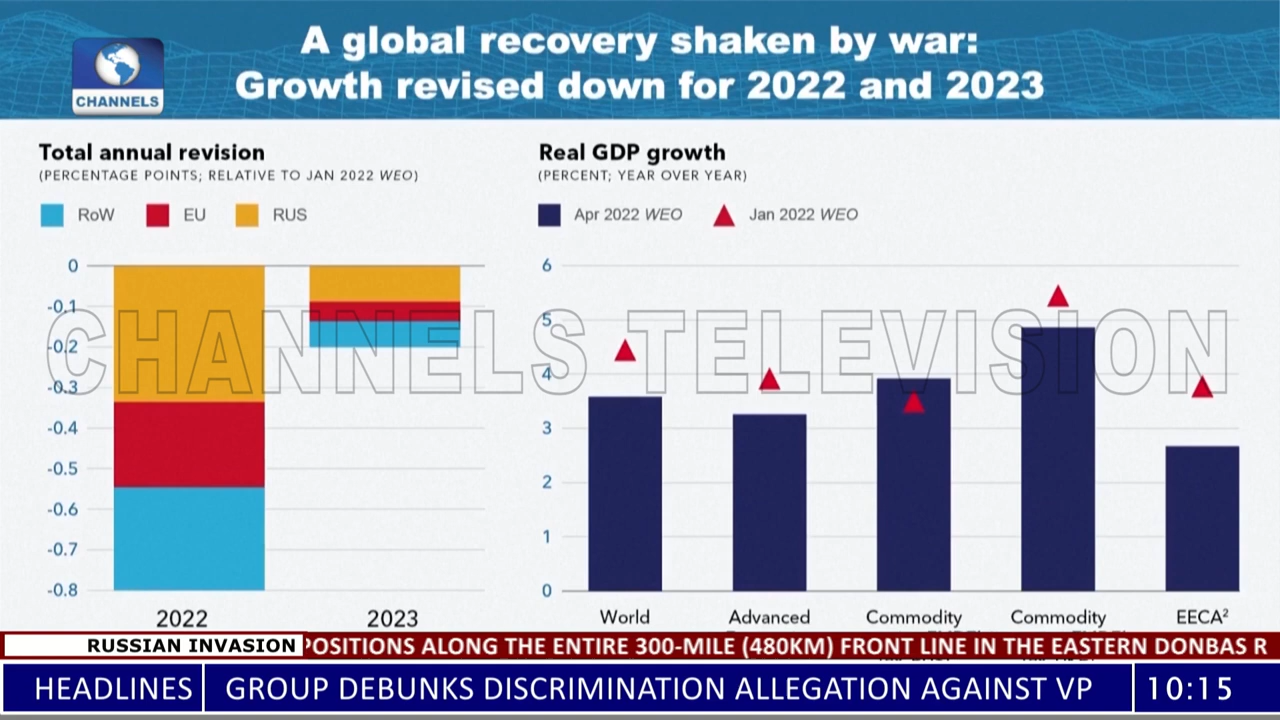 A global recovery shaken by war:
Growth revised down for 2022 and 2023
CHANNELS
Total annual revision
(PERCENTAGE POINTS; RELATIVE TO JAN 2022 WEO)
RoW
EU
RUS
0
-0.1
-0.2
-0.3
-0.4
-0.5
-0.6
-0.7
-0.8
2022
2023
Real GDP growth
(PERCENT; YEAR OVER YEAR)
Apr 2022 WEO
Jan 2022 WEO
6
5
4
3
2
1
0
World
Advanced
Commodity
Commodity
EECA²
CHANNELS TELEVISION
RUSSIAN INVASION
POSITIONS ALONG THE ENTIRE 300-MILE (480KM) FRONT LINE IN THE EASTERN DONBAS R
HEADLINES
GROUP DEBUNKS DISCRIMINATION ALLEGATION AGAINST VP
10:15